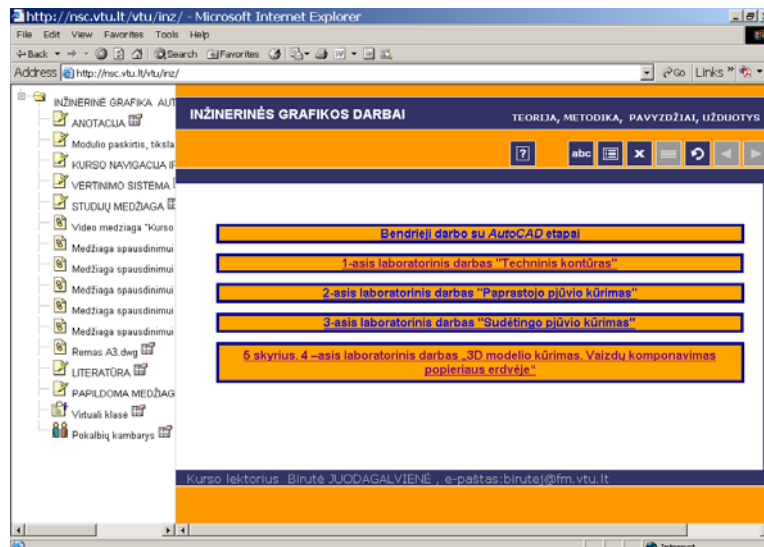 http://nsc.vtu.lt/vtu/inz/ - Microsoft Internet Explorer
File Edit View Favorites Tools Help
Back Search Favorites
Address http://nsc.vtu.lt/vtu/inz/ Go Links »
INŽINERINĖ GRAFIKA AUT
ANOTACIJA
Modulio paskirtis, tiksla
KURSO NAVIGACIJA IR
VERTINIMO SISTEMA
STUDIJŲ MEDŽIAGA
Video medziaga "Kurso
Medžiaga spausdinimui
Medžiaga spausdinimui
Medžiaga spausdinimui
Medžiaga spausdinimui
Medžiaga spausdinimui
Remas A3.dwg
LITERATŪRA
PAPILDOMA MEDŽIAG
Virtuali klasė
Pokalbių kambarys
INŽINERINĖS GRAFIKOS DARBAI
TEORIJA, METODIKA, PAVYZDŽIAI, UŽDUOTYS
? abc x
Bendrieji darbo su AutoCAD etapai
1-asis laboratorinis darbas "Techninis kontūras"
2-asis laboratorinis darbas "Paprastojo pjūvio kūrimas"
3-asis laboratorinis darbas "Sudėtingo pjūvio kūrimas"
5 skyrius. 4 –asis laboratorinis darbas „3D modelio kūrimas. Vaizdų komponavimas
popieriaus erdvėje“
Kurso lektorius Birutė JUODAGALVIENĖ , e-paštas:birutej@fm.vtu.lt
Internet